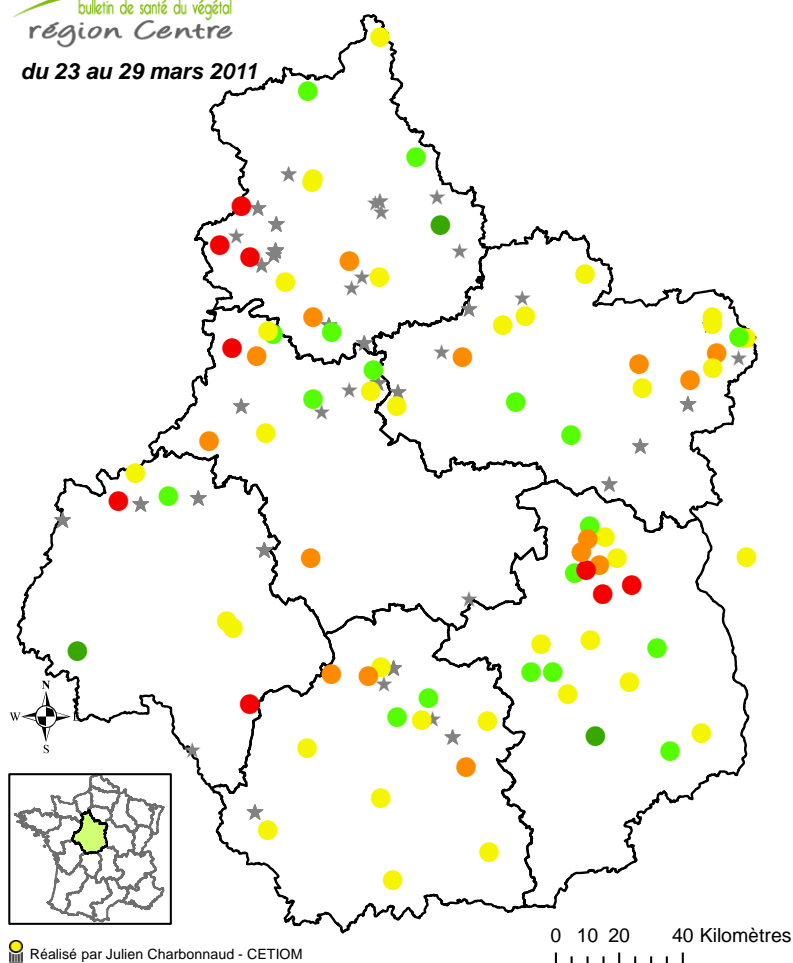 bulletin de santé du végétal
région Centre
du 23 au 29 mars 2011
N
W
S
0 10 20 40 Kilomètres
Réalisé par Julien Charbonnaud - CETIOM